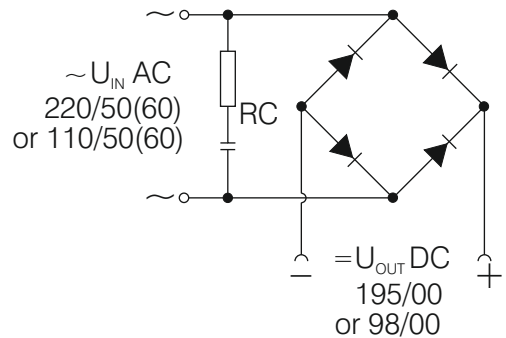 ~
~U_IN AC
220/50(60)
or 110/50(60)
RC
~
=U_OUT DC
195/00
or 98/00
− +